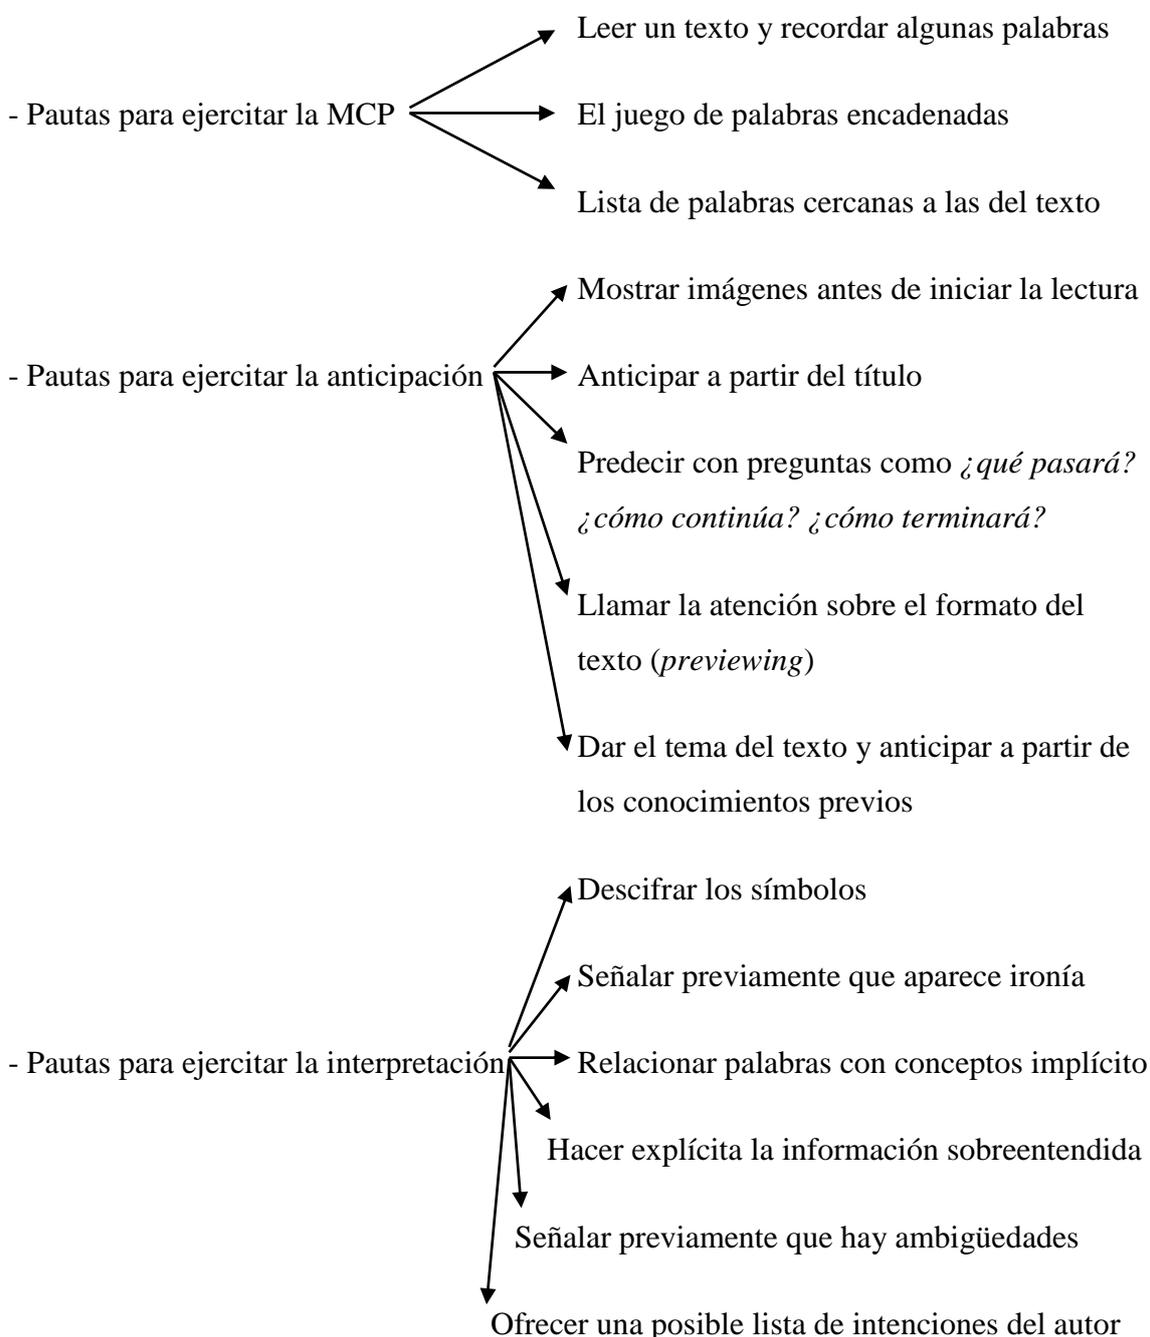 Leer un texto y recordar algunas palabras
- Pautas para ejercitar la MCP
El juego de palabras encadenadas
Lista de palabras cercanas a las del texto
Mostrar imágenes antes de iniciar la lectura
- Pautas para ejercitar la anticipación
Anticipar a partir del título
Predecir con preguntas como ¿qué pasará?
¿cómo continúa? ¿cómo terminará?
Llamar la atención sobre el formato del
texto (previewing)
Dar el tema del texto y anticipar a partir de
los conocimientos previos
Descifrar los símbolos
Señalar previamente que aparece ironía
- Pautas para ejercitar la interpretación
Relacionar palabras con conceptos implícito
Hacer explícita la información sobreentendida
Señalar previamente que hay ambigüedades
Ofrecer una posible lista de intenciones del autor